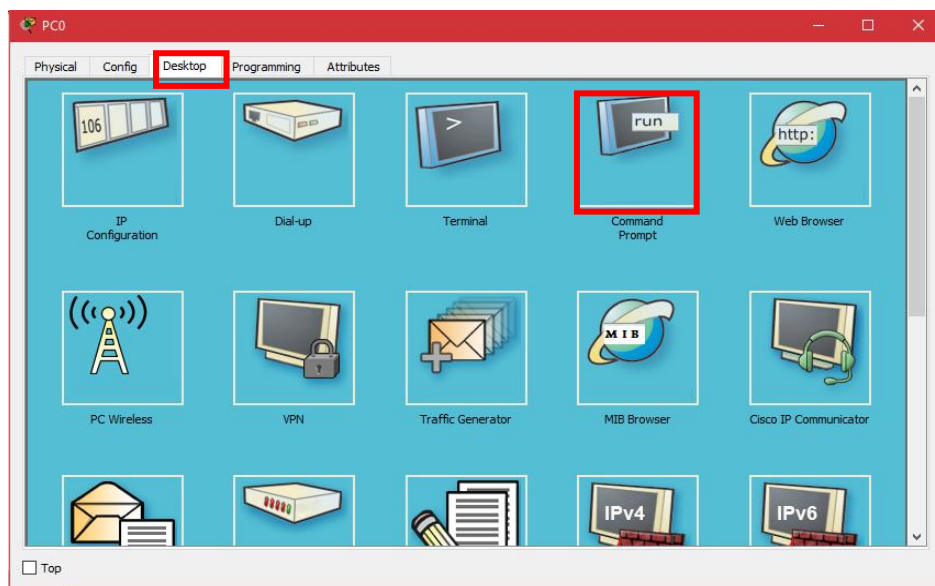 PC0
Physical Config Desktop Programming Attributes
106
>
run
http:
IP
Configuration
Dial-up
Terminal
Command
Prompt
Web Browser
MIB
PC Wireless
VPN
Traffic Generator
MIB Browser
Cisco IP Communicator
IPv4
IPv6
Top